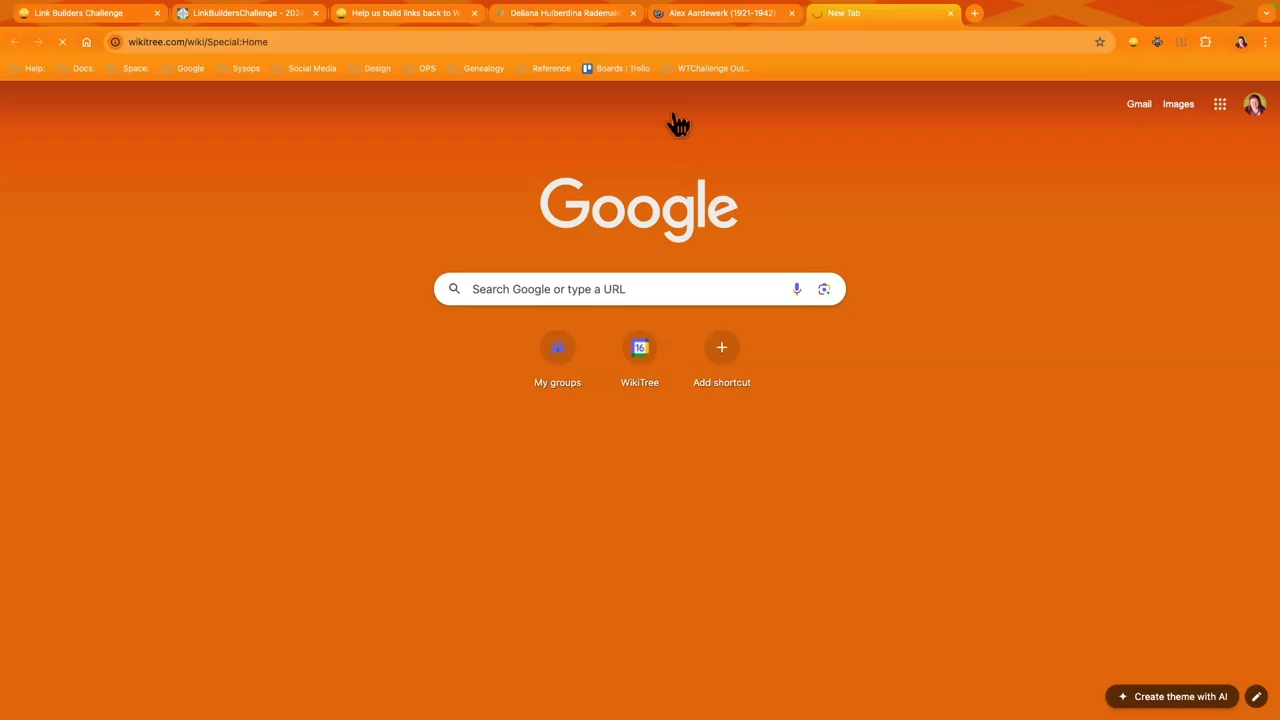 Link Builders Challenge
LinkBuildersChallenge - 2024
Help us build links back to W
Deliana Huiberdina Rademak
Alex Aardewerk (1921-1942)
New Tab
wikitree.com/wiki/Special:Home
Help: Docs: Space: Google Sysops Social Media Design OPS Genealogy Reference Boards | Trello WTChallenge Out...
Gmail Images
Google
Search Google or type a URL
16
My groups WikiTree Add shortcut
Create theme with AI